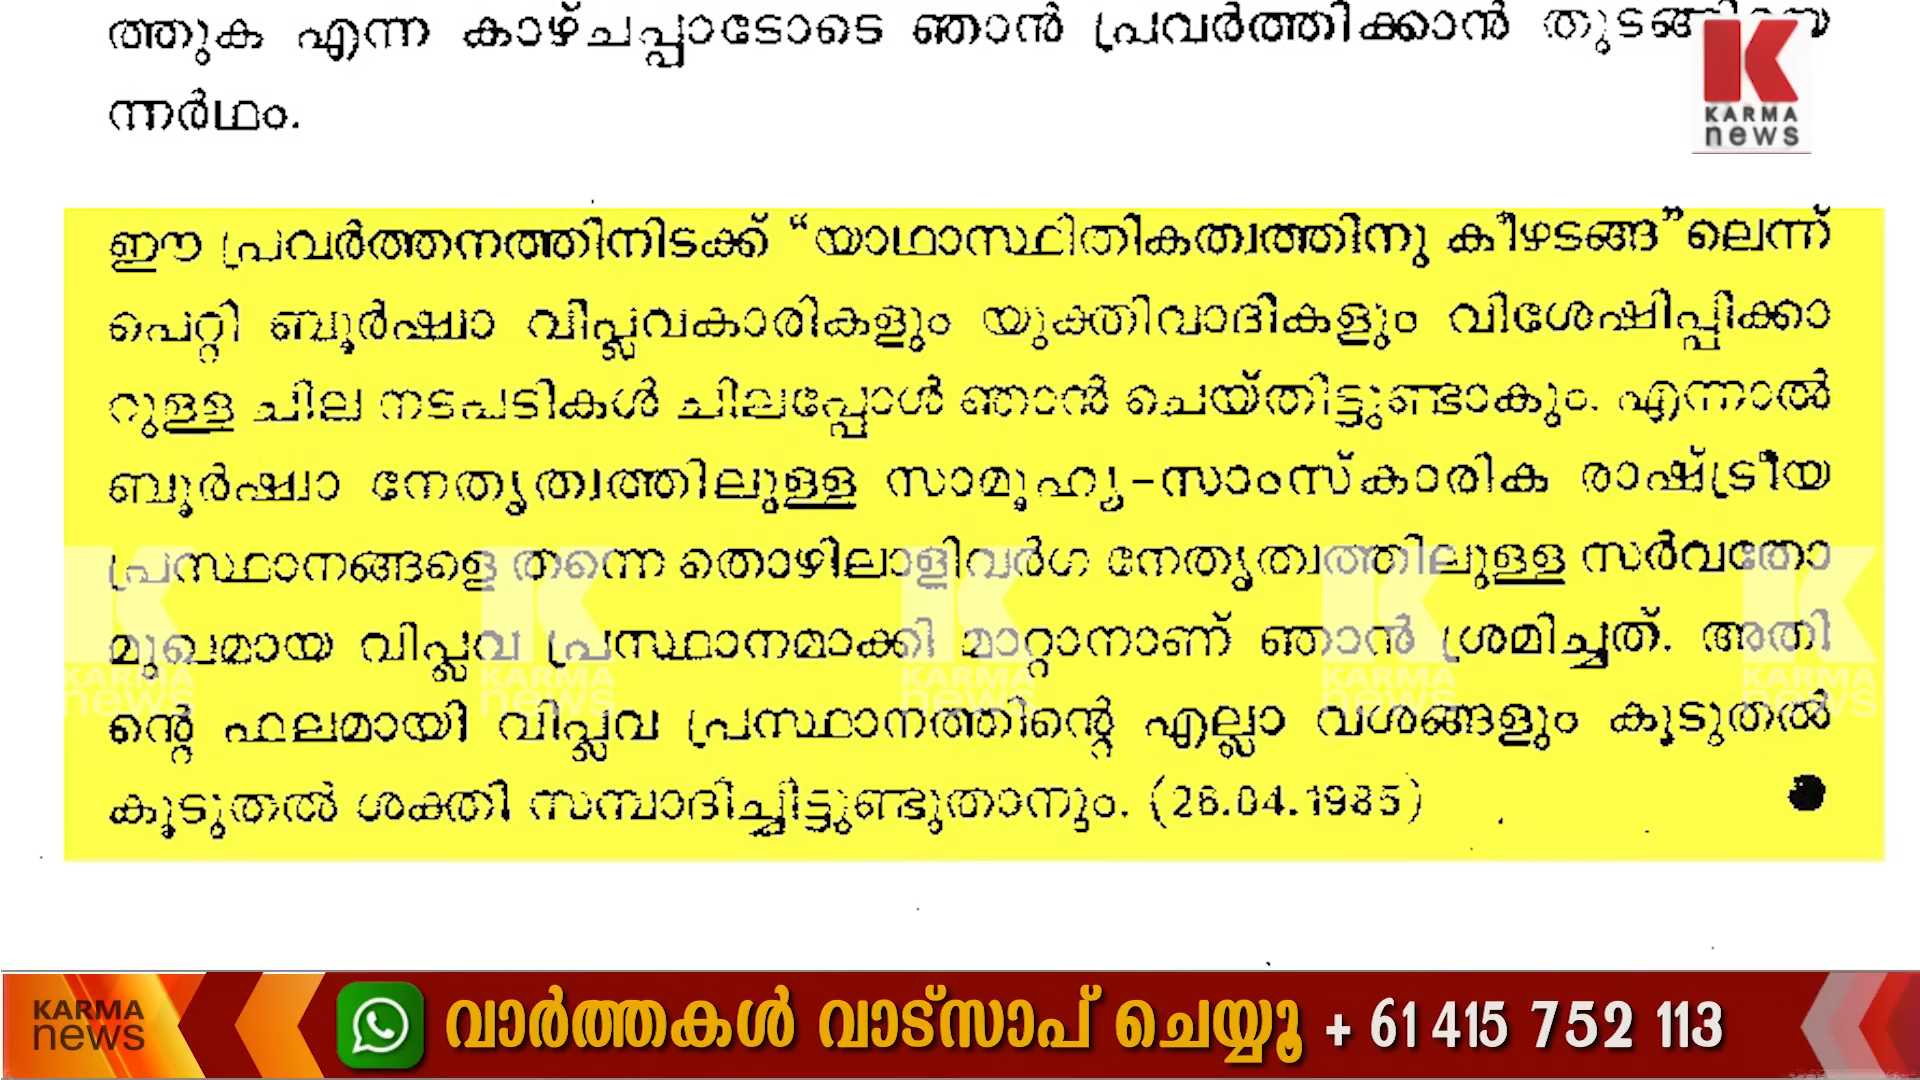 ത്തുക എന്ന കാഴ്ചപ്പാടോടെ ഞാൻ പ്രവർത്തിക്കാൻ
ന്നർഥം.
KARMA
news
ഈ പ്രവർത്തനത്തിനിടക്ക് “യാഥാസ്ഥിതികത്വത്തിനു കീഴടങ്ങ”ലെന്ന്
പെറ്റി ബൂർഷ്വാ വിപ്ലവകാരികളും യുക്തിവാദികളും വിശേഷിപ്പിക്കാ
റുള്ള ചില നടപടികൾ ചിലപ്പോൾ ഞാൻ ചെയ്തിട്ടുണ്ടാകും. എന്നാൽ
ബൂർഷ്വാ നേതൃത്വത്തിലുള്ള സാമൂഹ്യ-സാംസ്കാരിക രാഷ്ട്രീയ
പ്രസ്ഥാനങ്ങളെ തന്നെ തൊഴിലാളിവർഗ നേതൃത്വത്തിലുള്ള സർവതോ
മുഖമായ വിപ്ലവ പ്രസ്ഥാനമാക്കി മാറ്റാനാണ് ഞാൻ ശ്രമിച്ചത്. അതി
ന്റെ ഫലമായി വിപ്ലവ പ്രസ്ഥാനത്തിന്റെ എല്ലാ വശങ്ങളും കൂടുതൽ
കൂടുതൽ ശക്തി സമ്പാദിച്ചിട്ടുണ്ടുതാനും. (26.04.1985)
KARMA
news
വാർത്തകൾ വാട്സാപ് ചെയ്യൂ + 61 415 752 113